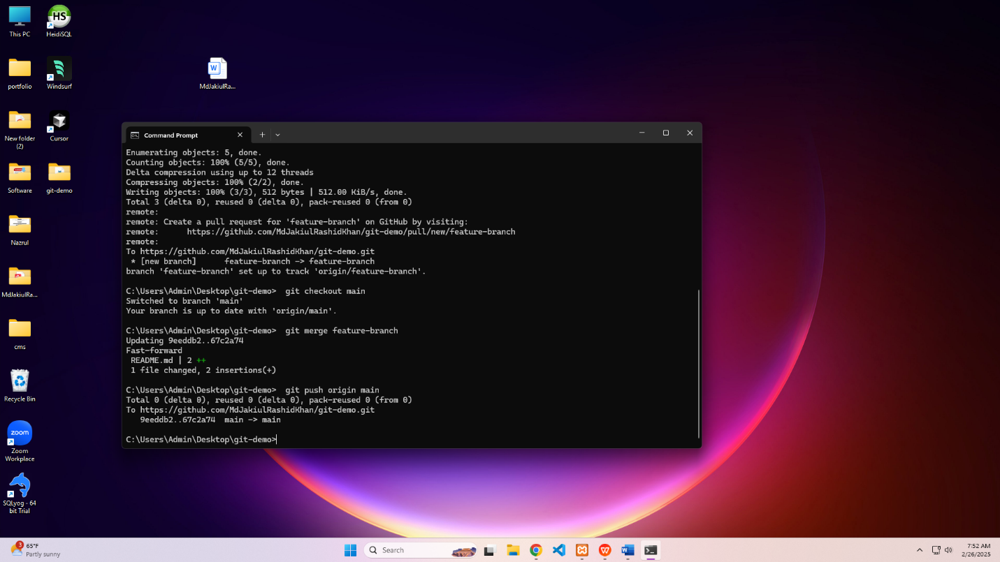 This PC
HS
HeidiSQL
portfolio
Windsurf
W
MdJakiulRa...
New folder
(2)
Cursor
Software
git-demo
Nazrul
MdJakiulRa...
cms
Recycle Bin
zoom
Zoom
Workplace
SQLyog - 64
bit Trial
Command Prompt
Enumerating objects: 5, done.
Counting objects: 100% (5/5), done.
Delta compression using up to 12 threads
Compressing objects: 100% (2/2), done.
Writing objects: 100% (3/3), 512 bytes | 512.00 KiB/s, done.
Total 3 (delta 0), reused 0 (delta 0), pack-reused 0 (from 0)
remote:
remote: Create a pull request for 'feature-branch' on GitHub by visiting:
remote:      https://github.com/MdJakiulRashidKhan/git-demo/pull/new/feature-branch
remote:
To https://github.com/MdJakiulRashidKhan/git-demo.git
 * [new branch]      feature-branch -> feature-branch
branch 'feature-branch' set up to track 'origin/feature-branch'.
C:\Users\Admin\Desktop\git-demo>  git checkout main
Switched to branch 'main'
Your branch is up to date with 'origin/main'.
C:\Users\Admin\Desktop\git-demo>  git merge feature-branch
Updating 9eeddb2..67c2a74
Fast-forward
 README.md | 2 ++
 1 file changed, 2 insertions(+)
C:\Users\Admin\Desktop\git-demo>  git push origin main
Total 0 (delta 0), reused 0 (delta 0), pack-reused 0 (from 0)
To https://github.com/MdJakiulRashidKhan/git-demo.git
   9eeddb2..67c2a74  main -> main
C:\Users\Admin\Desktop\git-demo>
3
65°F
Partly sunny
Search
7:52 AM
2/26/2025